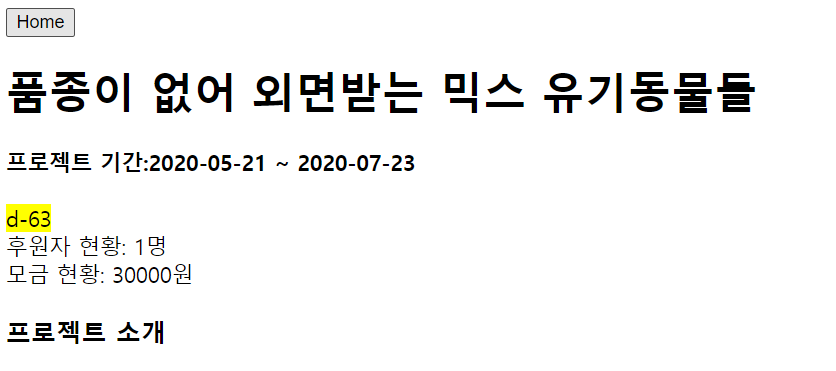 Home
품종이 없어 외면받는 믹스 유기동물들
프로젝트 기간:2020-05-21 ~ 2020-07-23
d-63
후원자 현황: 1명
모금 현황: 30000원
프로젝트 소개